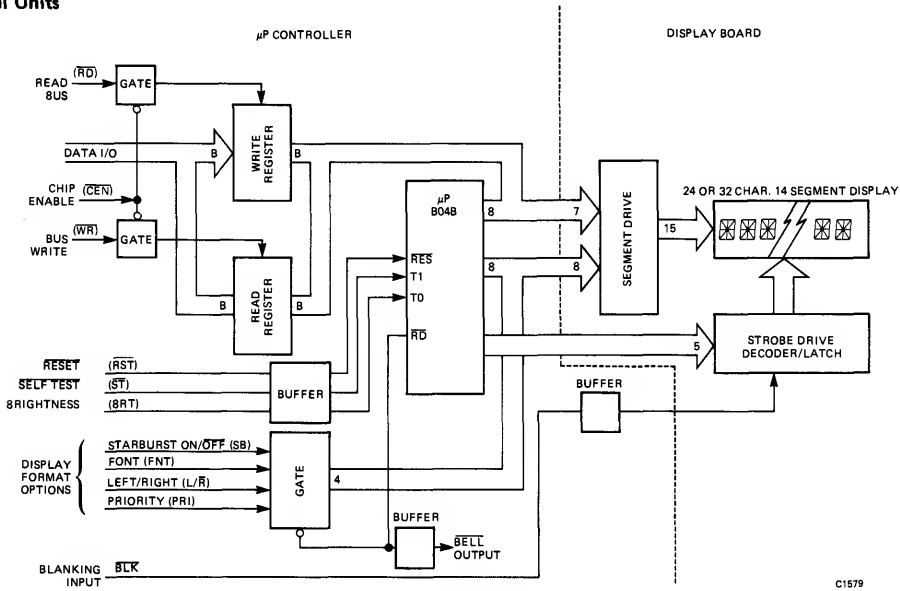 al Units
µP CONTROLLER
DISPLAY BOARD
READ
8US
(RD)
GATE
WRITE
REGISTER
DATA I/O
B
B
CHIP
ENABLE
(CEN)
BUS
WRITE
(WR)
GATE
READ
REGISTER
B
B
µP
B04B
RES
T1
T0
RD
8
8
7
8
5
SEGMENT DRIVE
15
24 OR 32 CHAR. 14 SEGMENT DISPLAY
STROBE DRIVE
DECODER/LATCH
RESET (RST)
SELF TEST (ST)
8RIGHTNESS (8RT)
BUFFER
BUFFER
DISPLAY
FORMAT
OPTIONS
STARBURST ON/OFF (SB)
FONT (FNT)
LEFT/RIGHT (L/R)
PRIORITY (PRI)
GATE
4
BUFFER
BELL
OUTPUT
BLANKING
INPUT
BLK
C1579